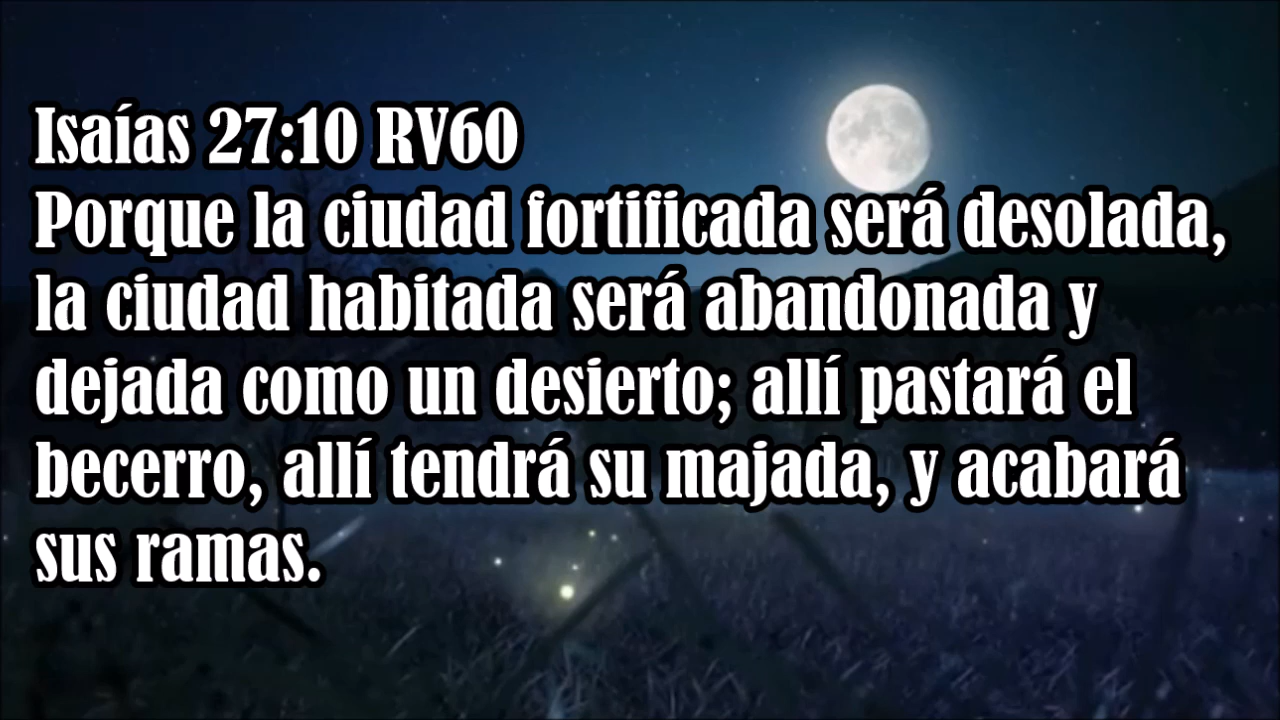 Isaías 27:10 RV60
Porque la ciudad fortificada será desolada,
la ciudad habitada será abandonada y
dejada como un desierto; allí pastará el
becerro, allí tendrá su majada, y acabará
sus ramas.